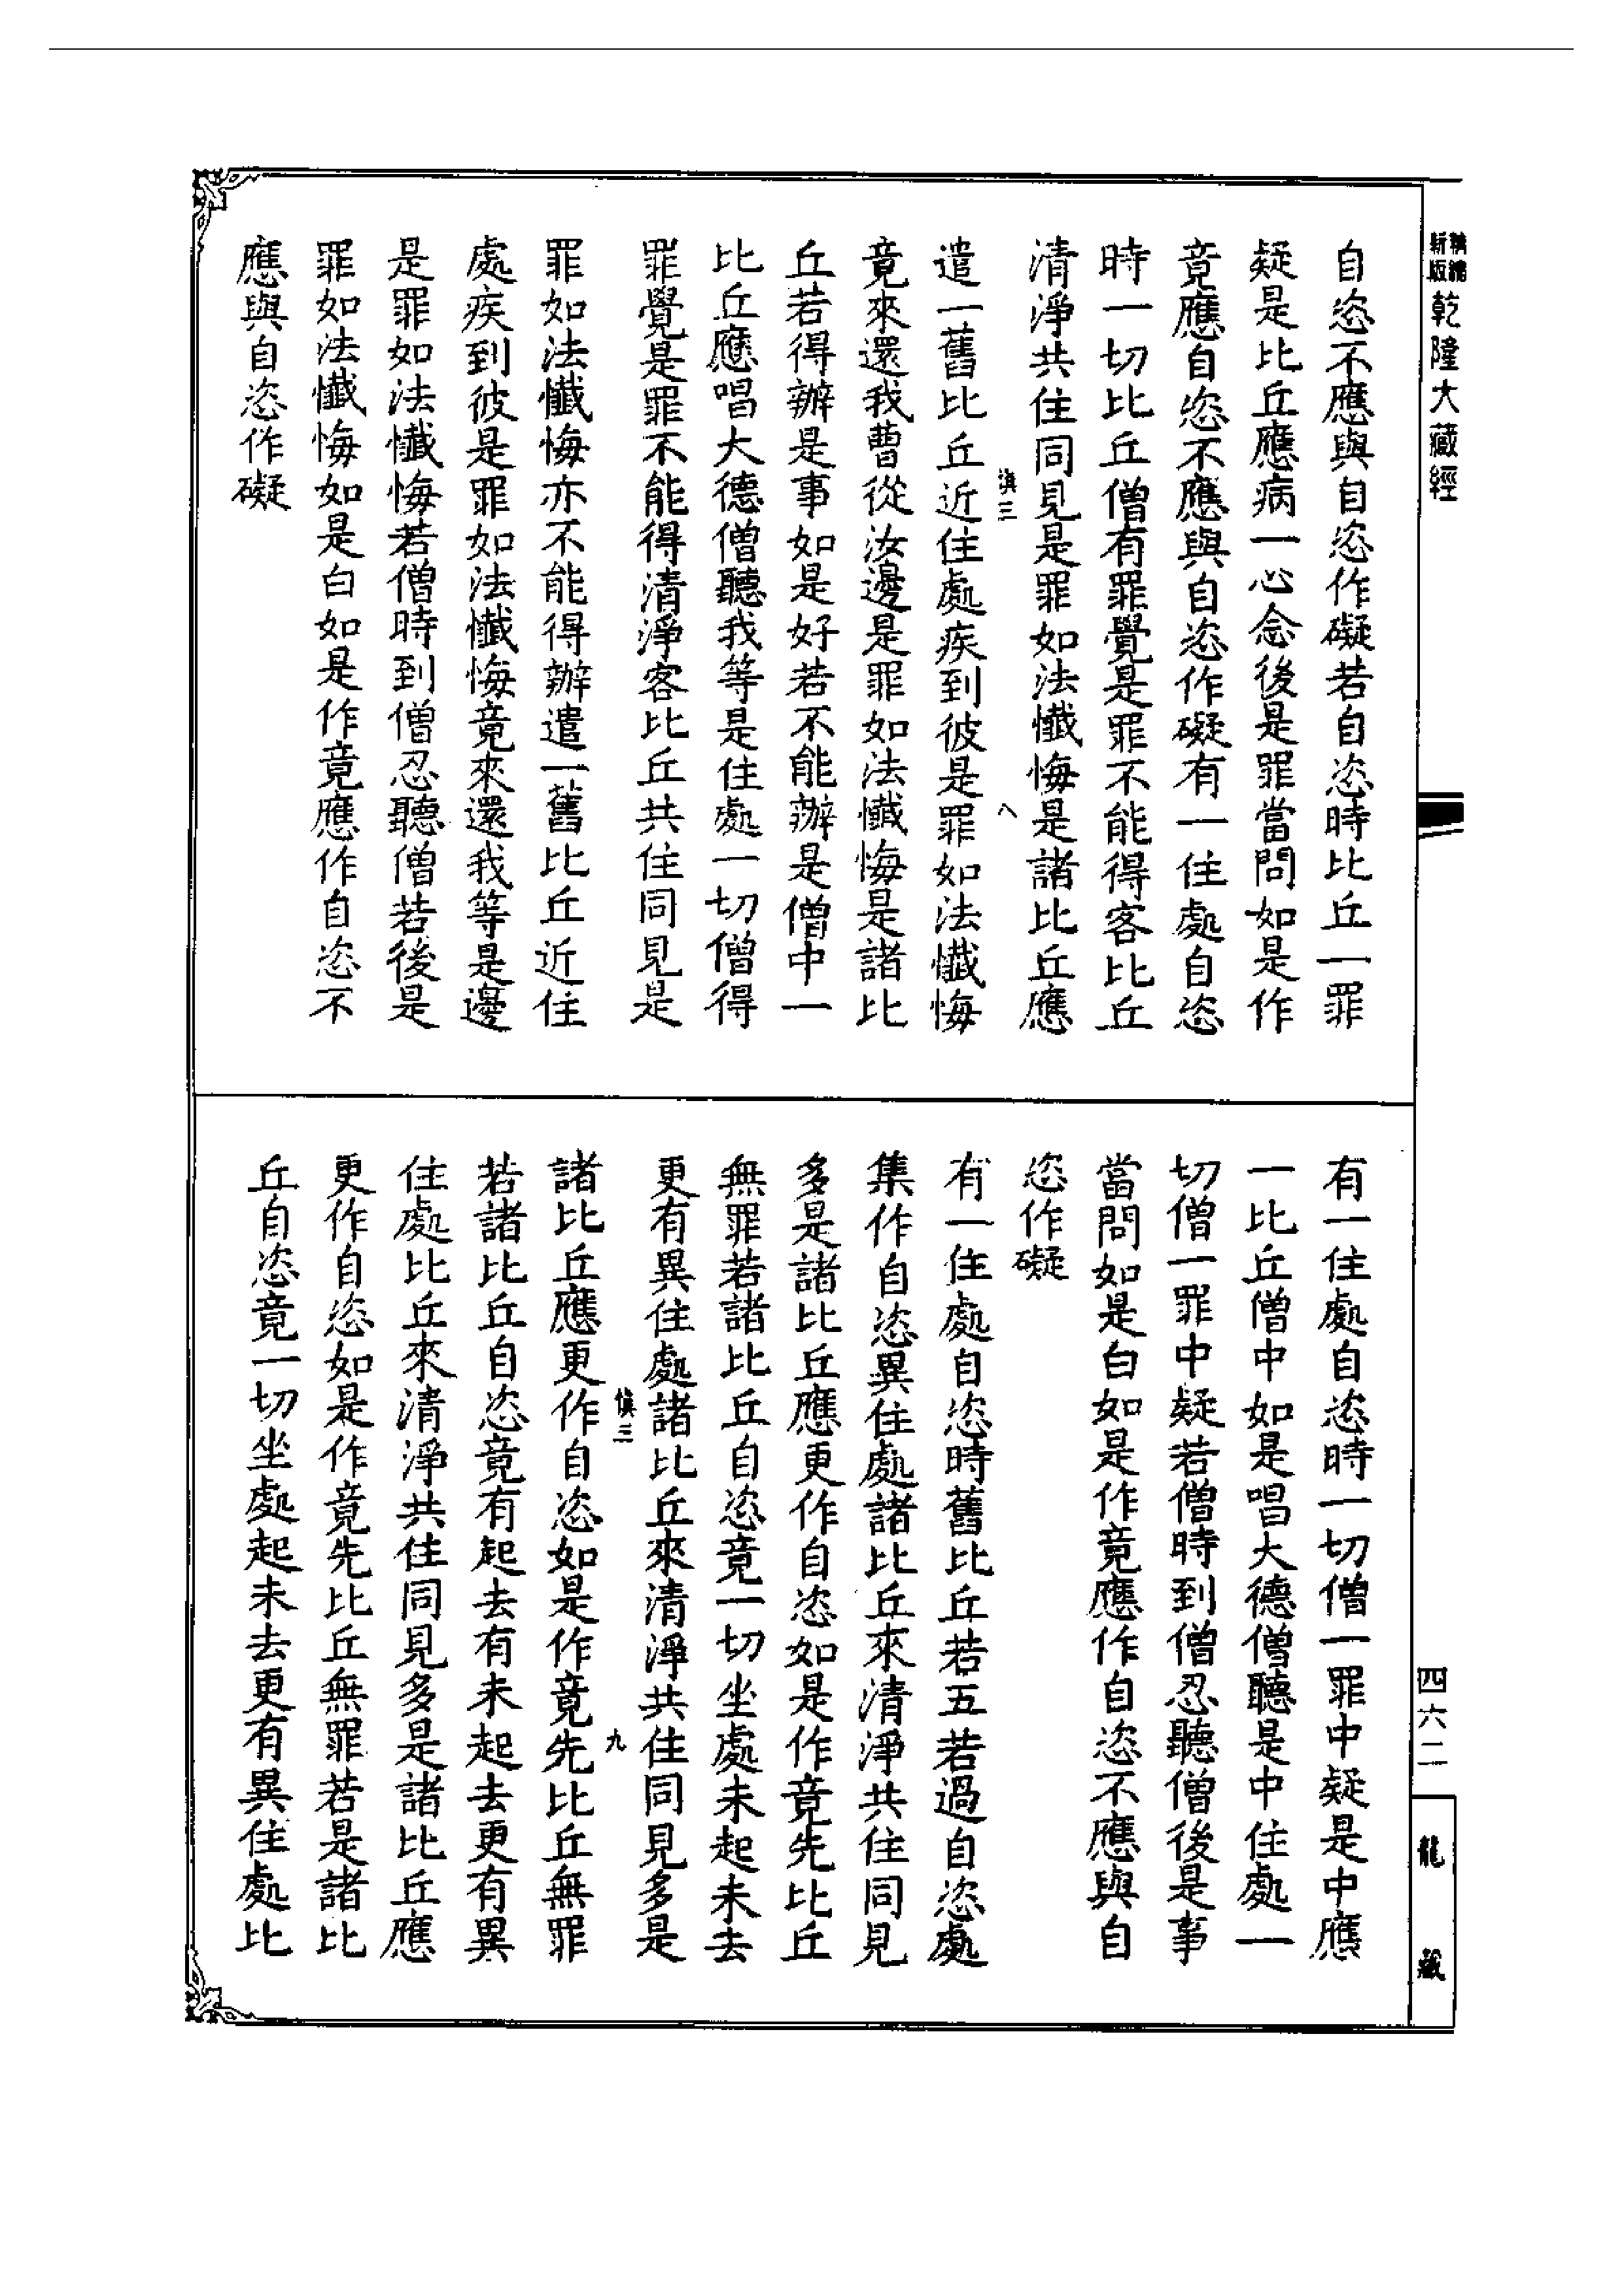 精編
新版
乾隆大藏經
自恣不應與自恣作礙若自恣時比丘一罪
疑是比丘應病一心念後是罪當問如是作
竟應自恣不應與自恣作礙有一住處自恣
時一切比丘僧有罪覺是罪不能得客比丘
清淨共住同見是罪如法懺悔是諸比丘應
慎三
八
遣一舊比丘近住處疾到彼是罪如法懺悔
竟來還我曹從汝邊是罪如法懺悔是諸比
丘若得辦是事如是好若不能辦是僧中一
比丘應唱大德僧聽我等是住處一切僧得
罪覺是罪不能得清淨客比丘共住同見是
罪如法懺悔亦不能得辦遣一舊比丘近住
處疾到彼是罪如法懺悔竟來還我等是邊
是罪如法懺悔若僧時到僧忍聽僧若後是
罪如法懺悔如是白如是作竟應作自恣不
應與自恣作礙
有一住處自恣時一切僧一罪中疑是中應
一比丘僧中如是唱大德僧聽是中住處一
切僧一罪中疑若僧時到僧忍聽僧後是事
當問如是白如是作竟應作自恣不應與自
恣作礙
有一住處自恣時舊比丘若五若過自恣處
集作自恣異住處諸比丘來清淨共住同見
多是諸比丘應更作自恣如是作竟先比丘
無罪若諸比丘自恣竟一切坐處未起未去
更有異住處諸比丘來清淨共住同見多是
慎三
九
諸比丘應更作自恣如是作竟先比丘無罪
若諸比丘自恣竟有起去有未起去更有異
住處比丘來清淨共住同見多是諸比丘應
更作自恣如是作竟先比丘無罪若是諸比
丘自恣竟一切坐處起未去更有異住處比
四六二
龍藏